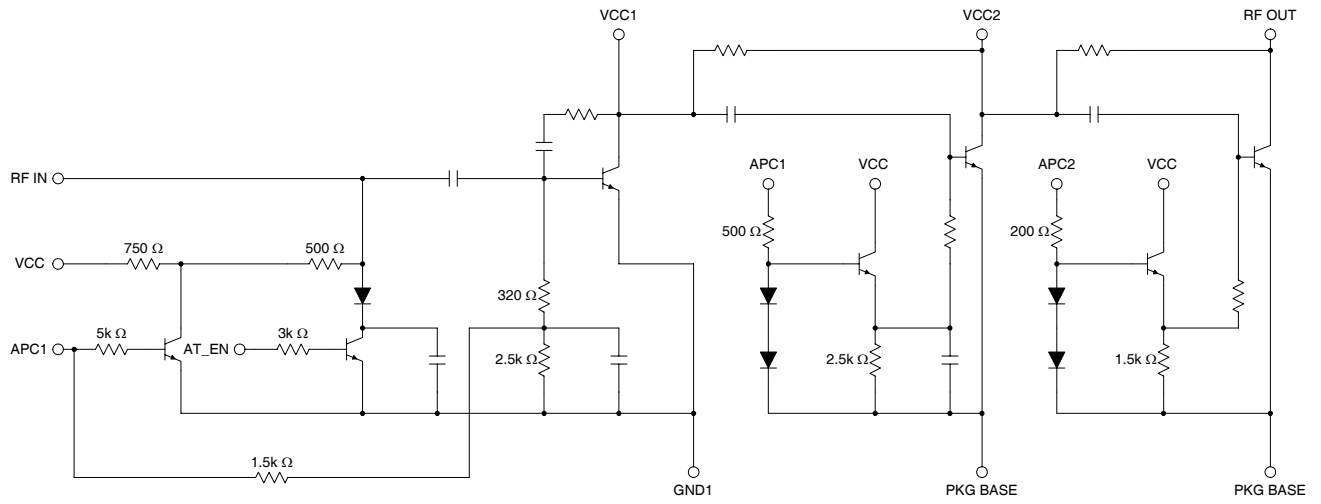 VCC1
VCC2
RF OUT
APC1
VCC
APC2
VCC
RF IN
500 Ω
200 Ω
750 Ω
500 Ω
VCC
320 Ω
5k Ω
3k Ω
APC1
AT_EN
2.5k Ω
2.5k Ω
1.5k Ω
1.5k Ω
GND1
PKG BASE
PKG BASE